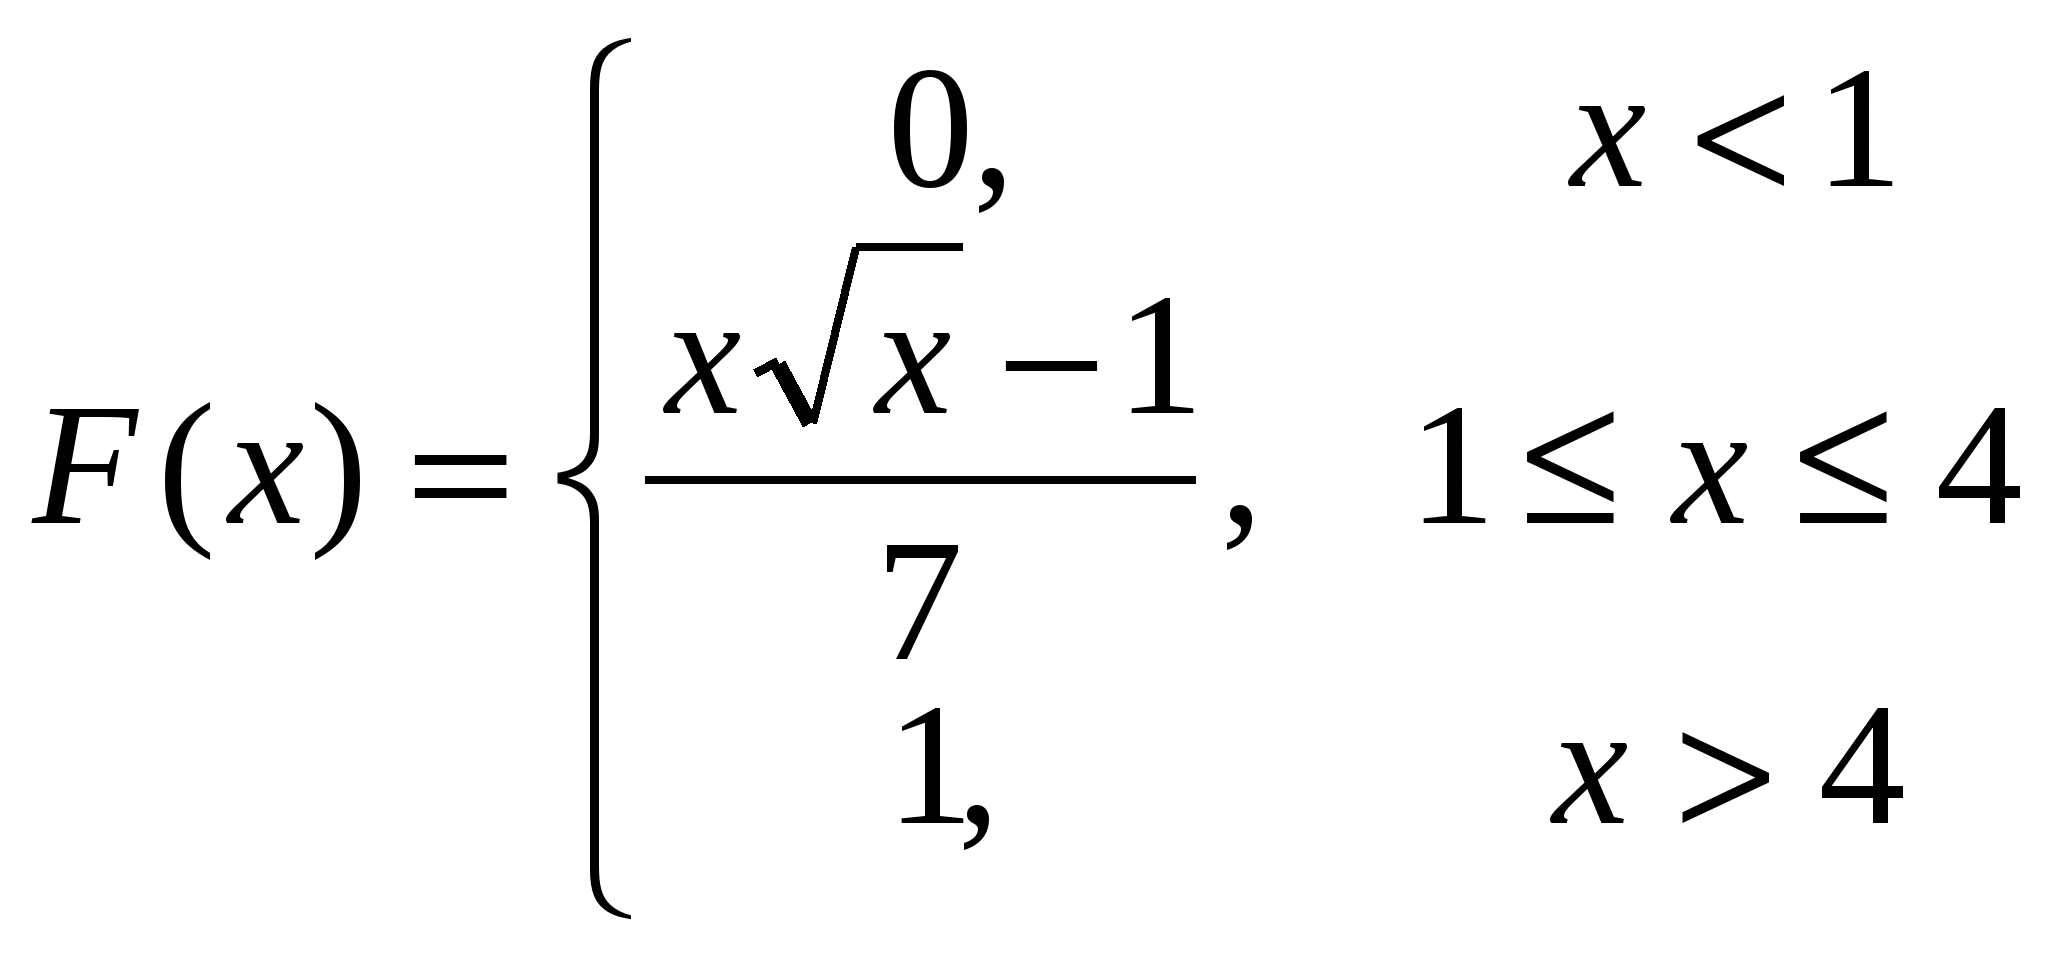 0, x < 1
F(x) = { x√x − 1 / 7, 1 ≤ x ≤ 4
1, x > 4